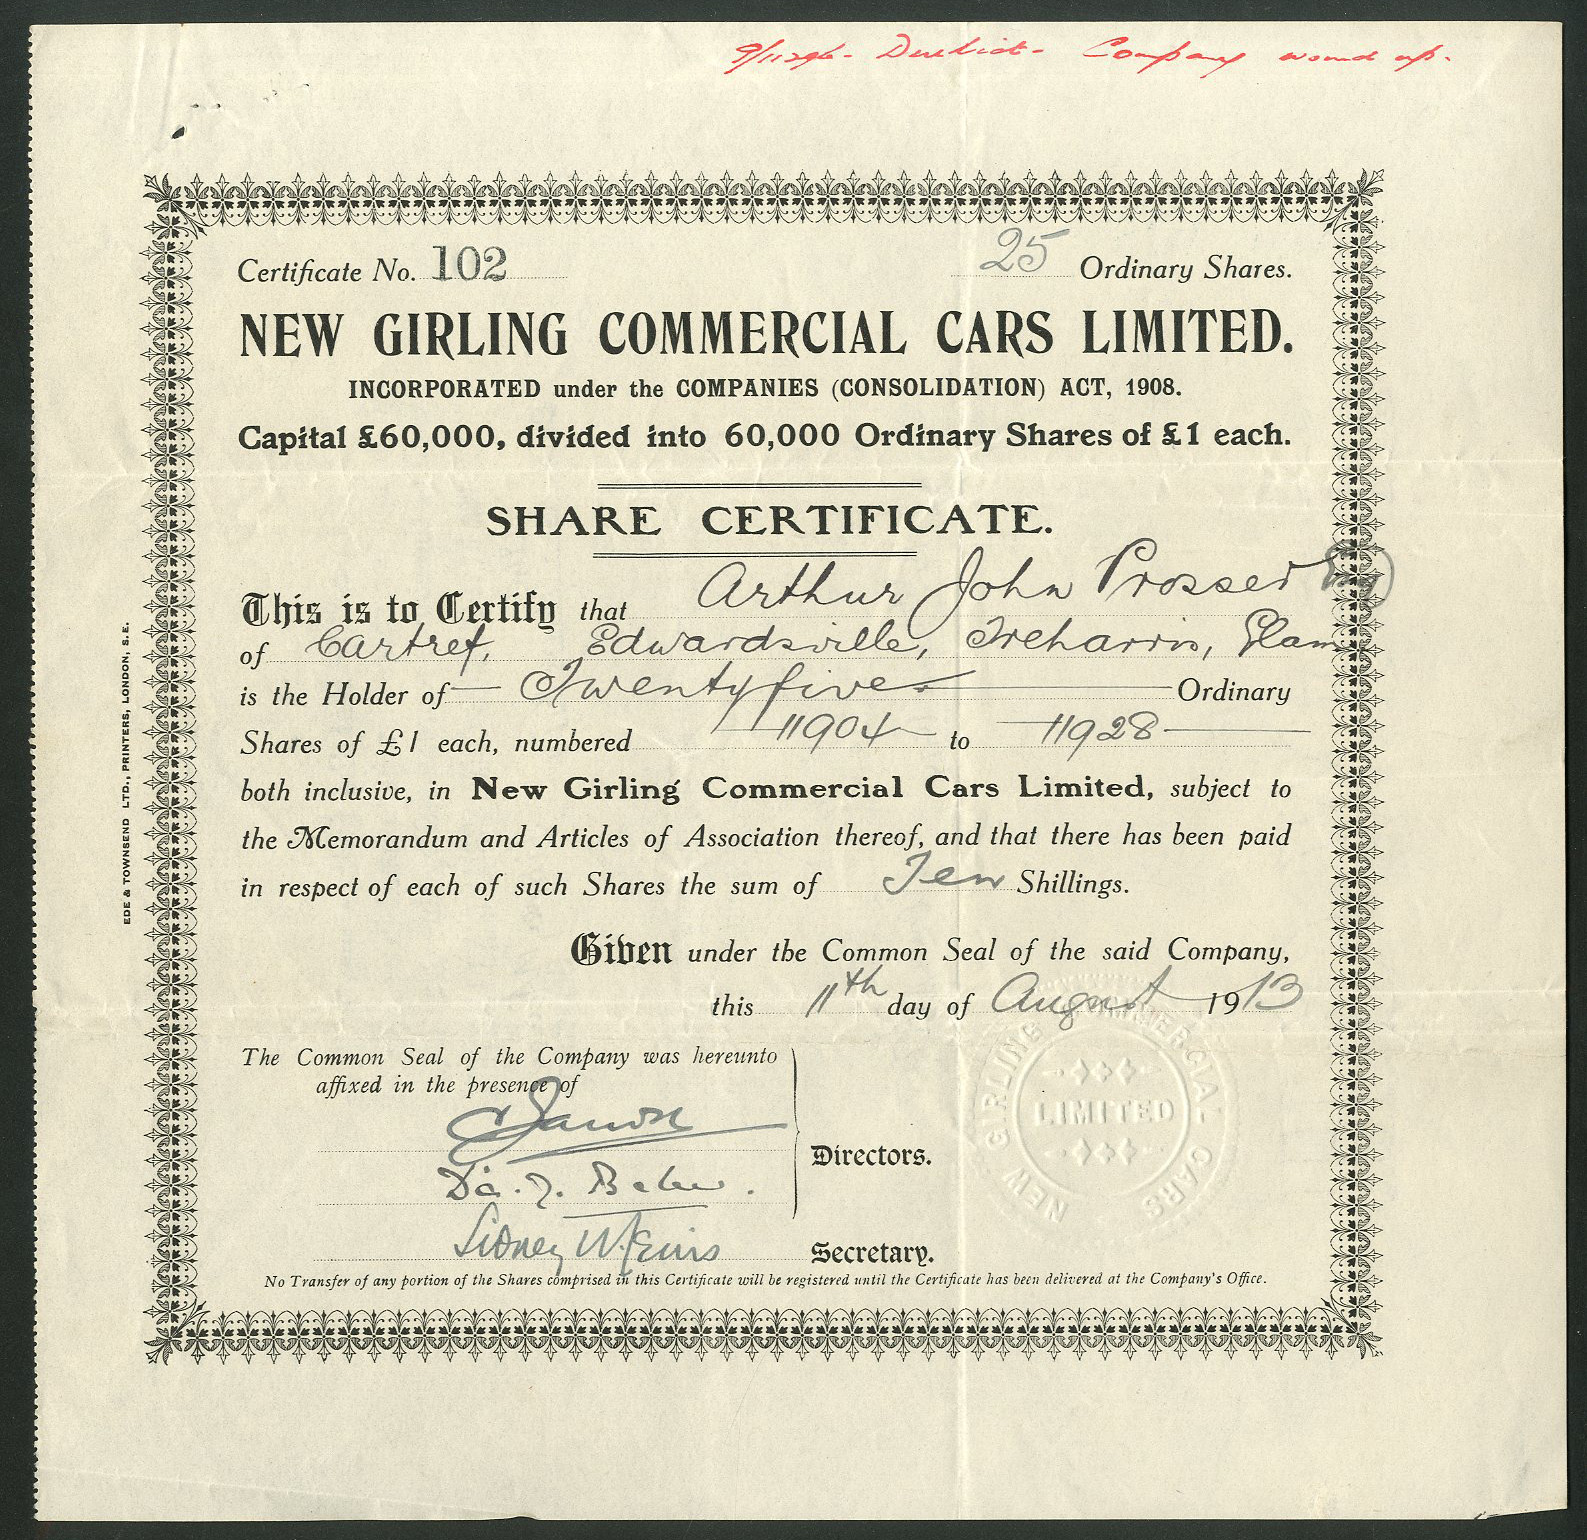 Company wound up.
Certificate No. 102 25 Ordinary Shares.
NEW GIRLING COMMERCIAL CARS LIMITED.
INCORPORATED under the COMPANIES (CONSOLIDATION) ACT, 1908.
Capital £60,000, divided into 60,000 Ordinary Shares of £1 each.
SHARE CERTIFICATE.
This is to Certify that Arthur John Prosser Esq
of Cartref, Edwardsville, Treharris, Glam
is the Holder of Twenty five Ordinary
Shares of £1 each, numbered 11904 to 11928
both inclusive, in New Girling Commercial Cars Limited, subject to
the Memorandum and Articles of Association thereof, and that there has been paid
in respect of each of such Shares the sum of Ten Shillings.
Given under the Common Seal of the said Company,
this 11th day of August 1913
The Common Seal of the Company was hereunto
affixed in the presence of
Directors.
Sidney
Secretary.
No Transfer of any portion of the Shares comprised in this Certificate will be registered until the Certificate has been delivered at the Company's Office.
NEW GIRLING COMMERCIAL CARS
LIMITED
EDE & TOWNSEND LTD., PRINTERS, LONDON, S.E.